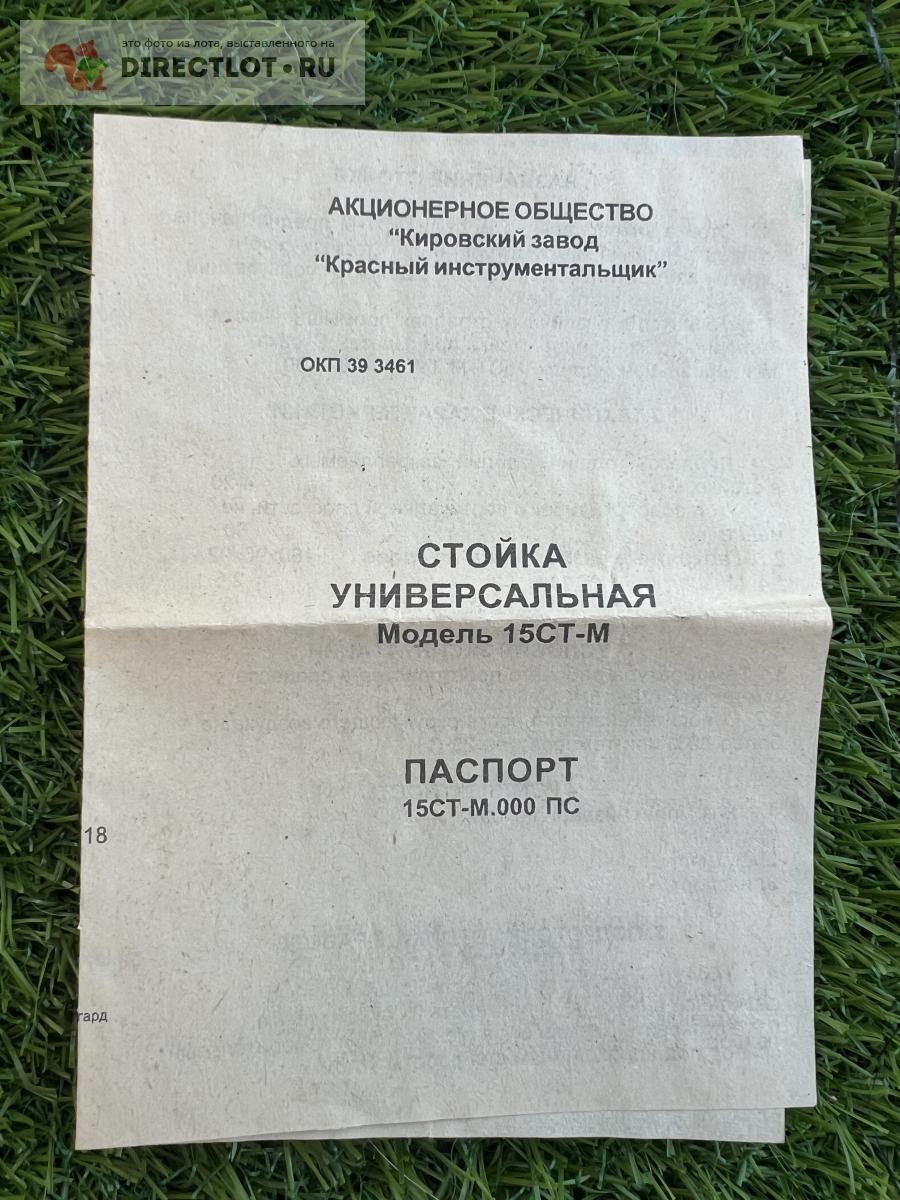 это фото из лота, выставленного на
DIRECTLOT.RU
АКЦИОНЕРНОЕ ОБЩЕСТВО
“Кировский завод
“Красный инструментальщик”
ОКП 39 3461
СТОЙКА
УНИВЕРСАЛЬНАЯ
Модель 15СТ-М
ПАСПОРТ
15СТ-М.000 ПС
18
гард